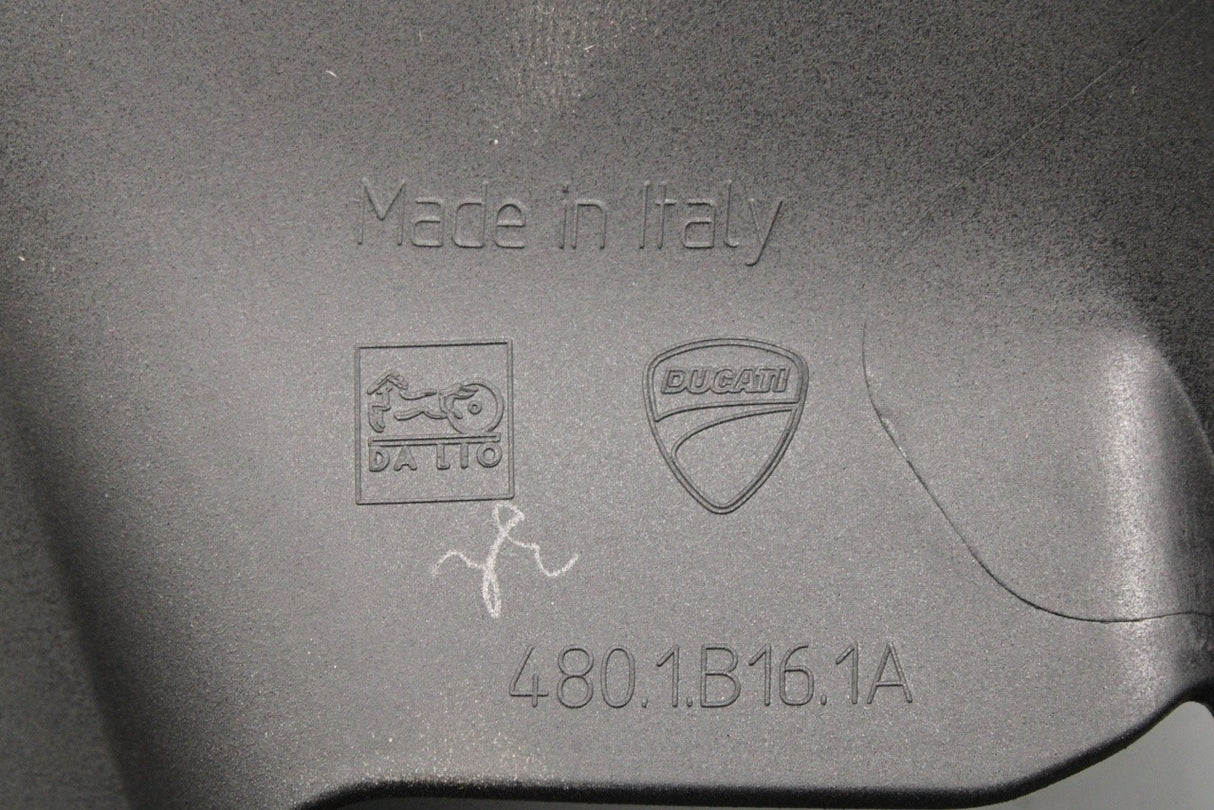 Made in Italy
DA LIO
DUCATI
480.1.B16.1A